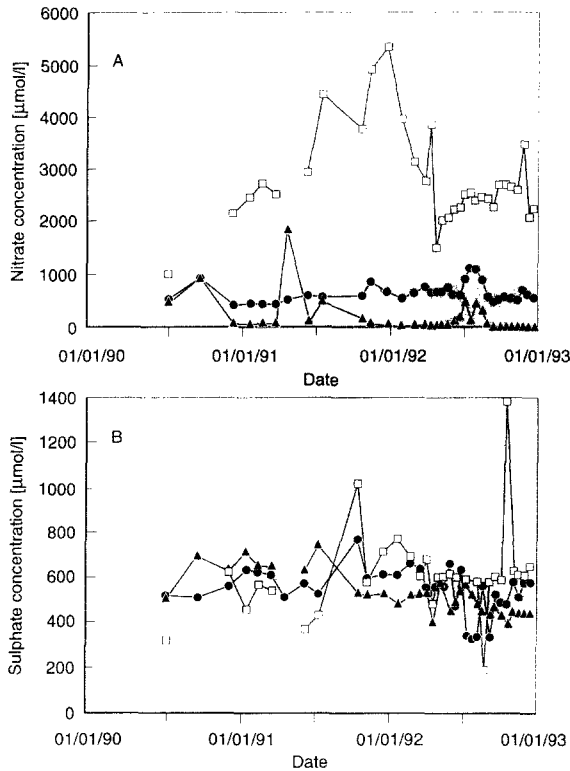 6000
A
5000
4000
3000
2000
1000
0
Nitrate concentration [µmol/l]
01/01/90 01/01/91 01/01/92 01/01/93
Date
1400
B
1200
1000
800
600
400
200
0
Sulphate concentration [µmol/l]
01/01/90 01/01/91 01/01/92 01/01/93
Date